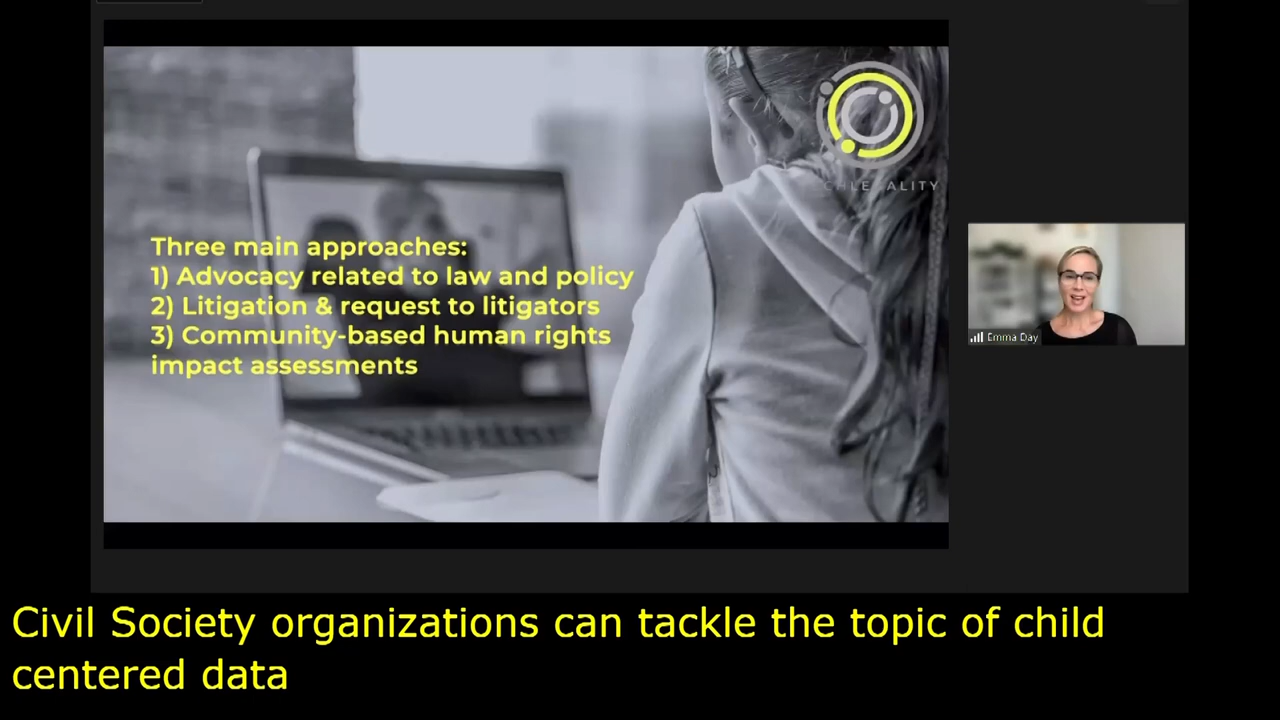 Three main approaches:
1) Advocacy related to law and policy
2) Litigation & request to litigators
3) Community-based human rights
impact assessments
Emma Day
Civil Society organizations can tackle the topic of child
centered data